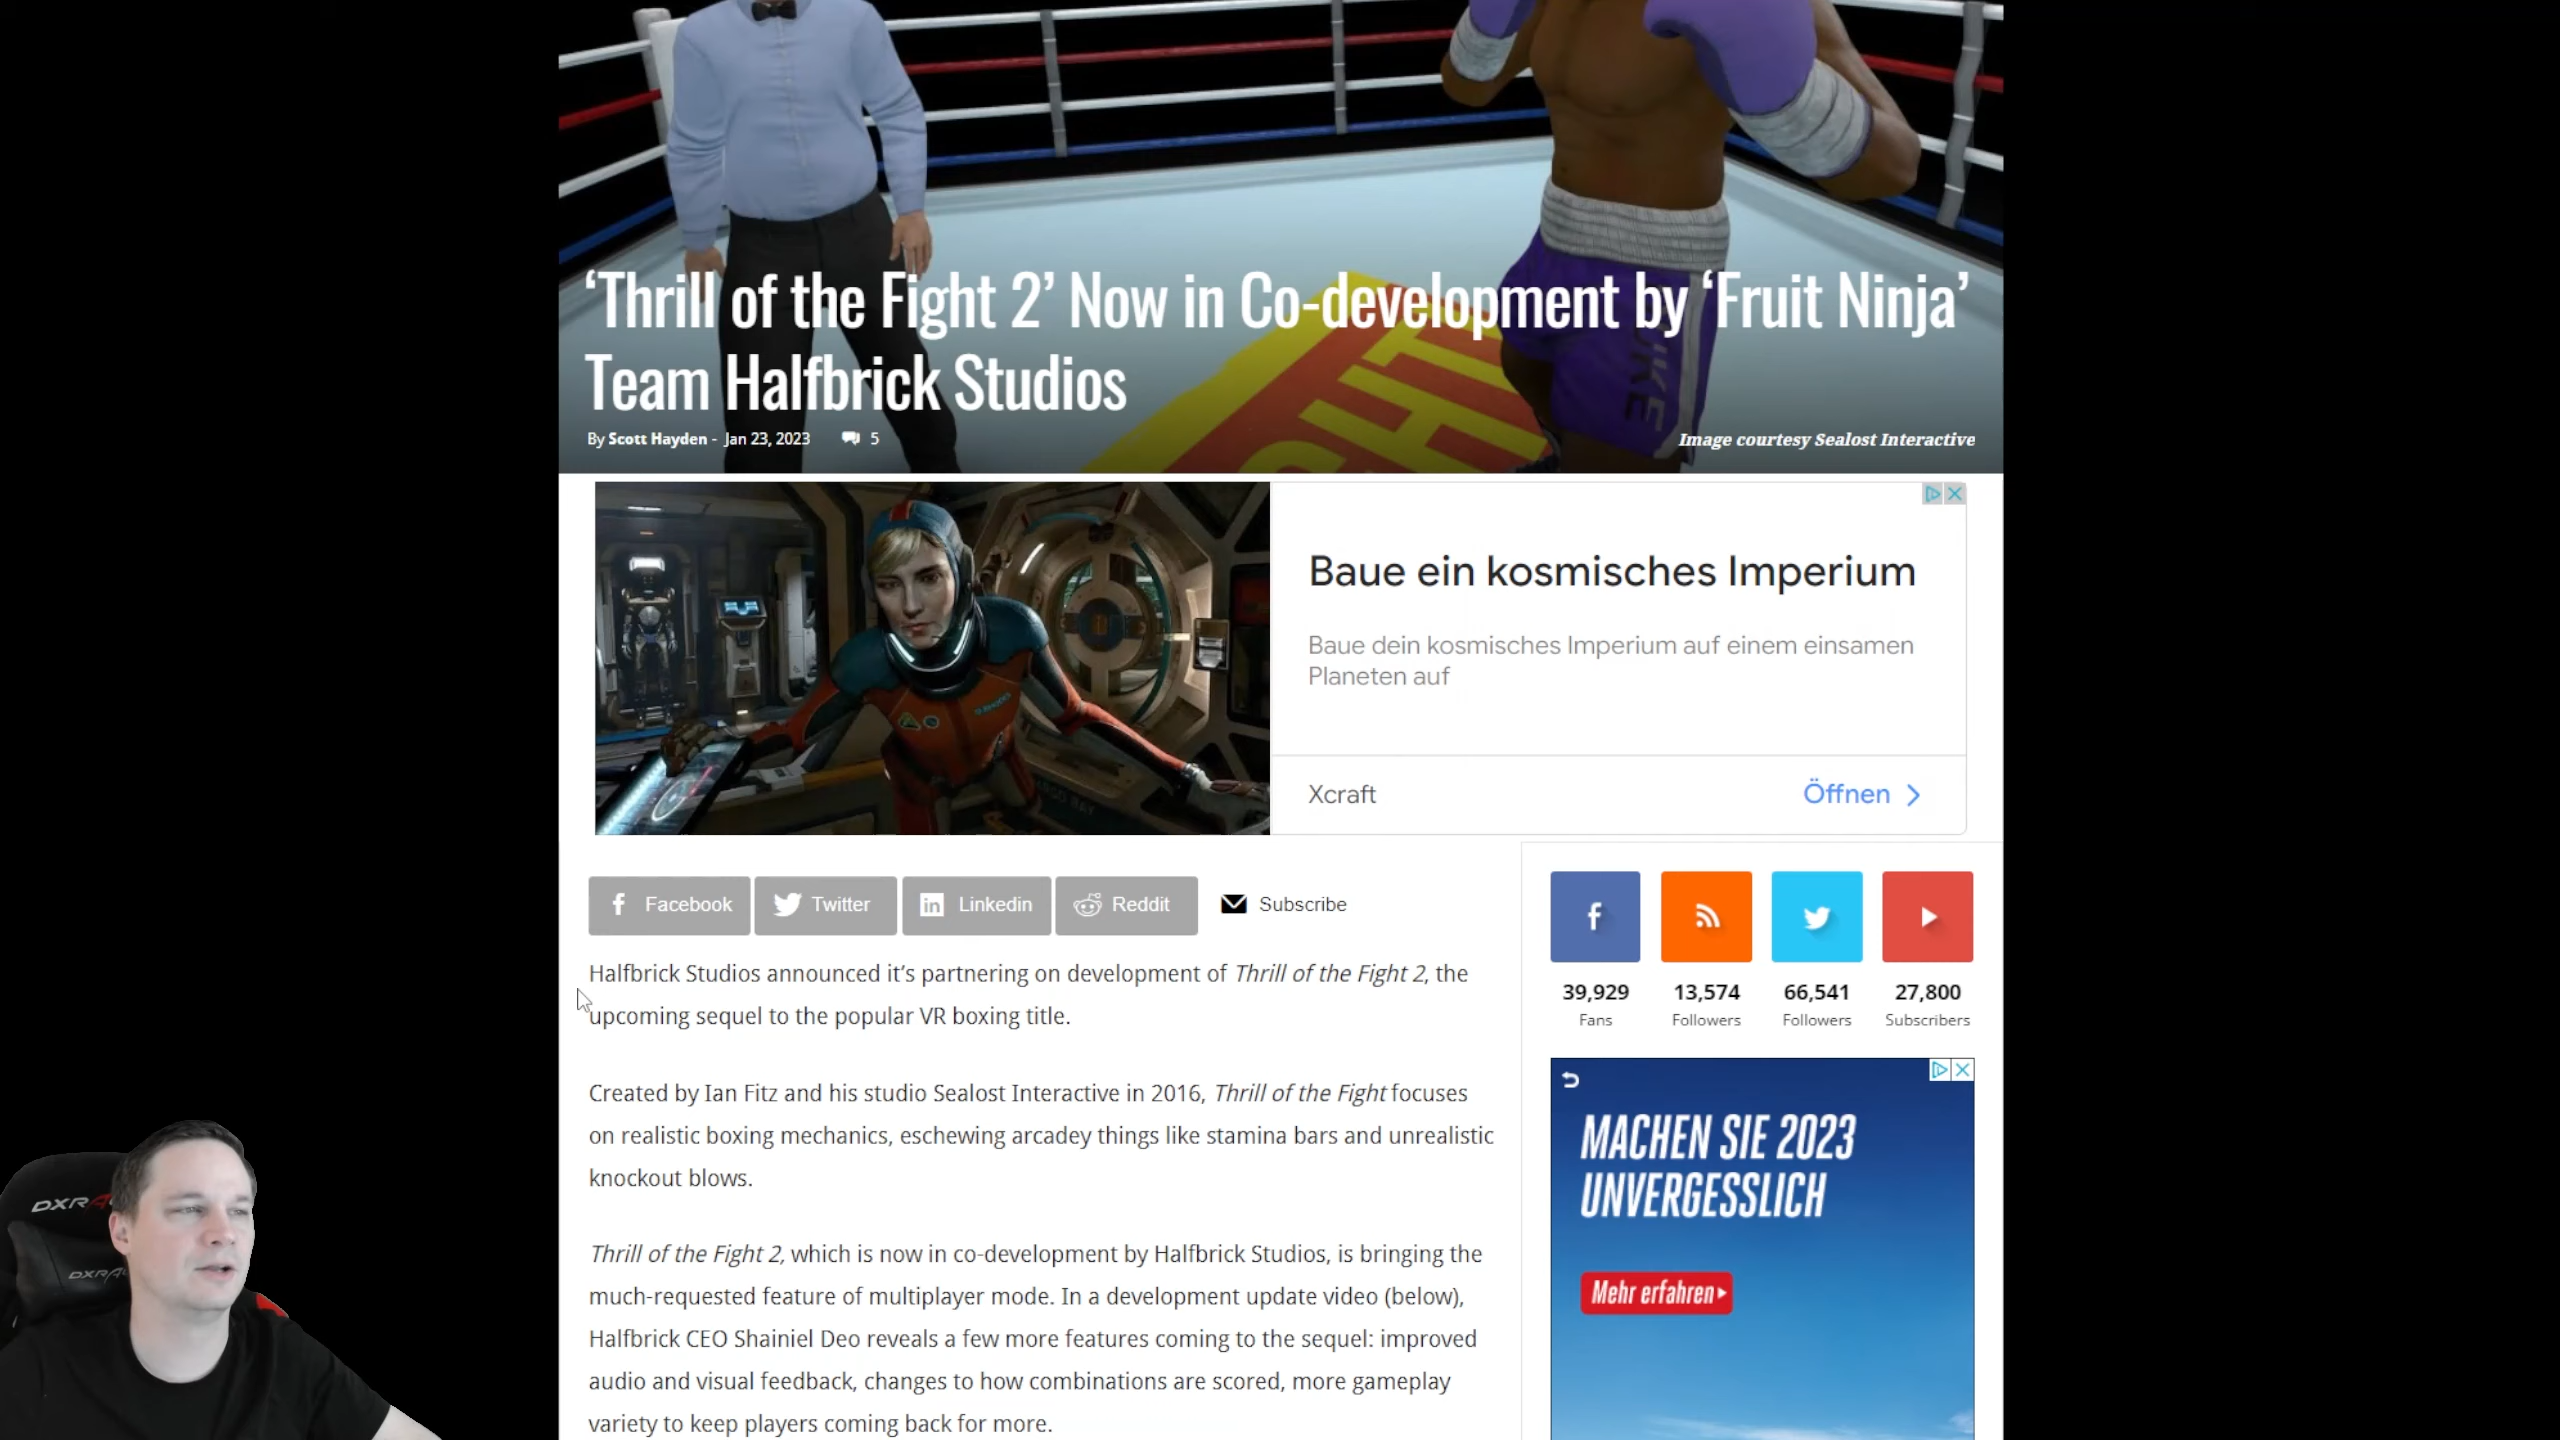 ‘Thrill of the Fight 2’ Now in Co-development by ‘Fruit Ninja’
Team Halfbrick Studios
By Scott Hayden - Jan 23, 2023 5
Image courtesy Sealost Interactive
Baue ein kosmisches Imperium
Baue dein kosmisches Imperium auf einem einsamen
Planeten auf
Xcraft
Öffnen
Facebook
Twitter
Linkedin
Reddit
Subscribe
39,929
Fans
13,574
Followers
66,541
Followers
27,800
Subscribers
Halfbrick Studios announced it’s partnering on development of Thrill of the Fight 2, the
upcoming sequel to the popular VR boxing title.
Created by Ian Fitz and his studio Sealost Interactive in 2016, Thrill of the Fight focuses
on realistic boxing mechanics, eschewing arcadey things like stamina bars and unrealistic
knockout blows.
Thrill of the Fight 2, which is now in co-development by Halfbrick Studios, is bringing the
much-requested feature of multiplayer mode. In a development update video (below),
Halfbrick CEO Shainiel Deo reveals a few more features coming to the sequel: improved
audio and visual feedback, changes to how combinations are scored, more gameplay
variety to keep players coming back for more.
MACHEN SIE 2023
UNVERGESSLICH
Mehr erfahren